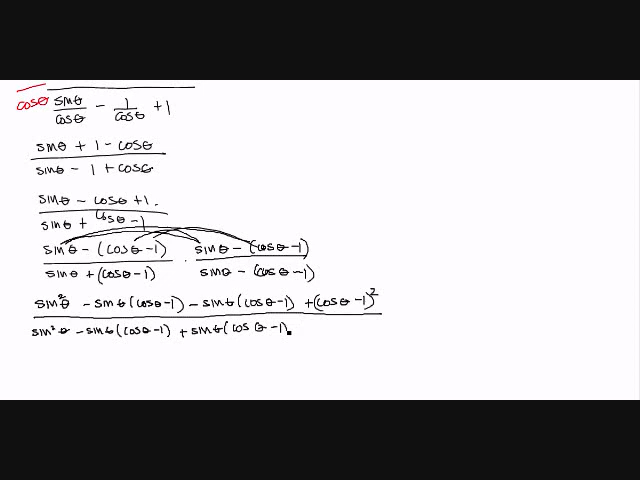 cosθ sinθ/cosθ − 1/cosθ + 1
sinθ + 1 − cosθ
sinθ − 1 + cosθ
sinθ − cosθ + 1.
sinθ + cosθ − 1
sinθ − (cosθ − 1) · sinθ − (cosθ − 1)
sinθ + (cosθ − 1) sinθ − (cosθ − 1)
sin²θ − sinθ(cosθ − 1) − sinθ(cosθ − 1) + (cosθ − 1)²
sin²θ − sinθ(cosθ − 1) + sinθ(cosθ − 1)